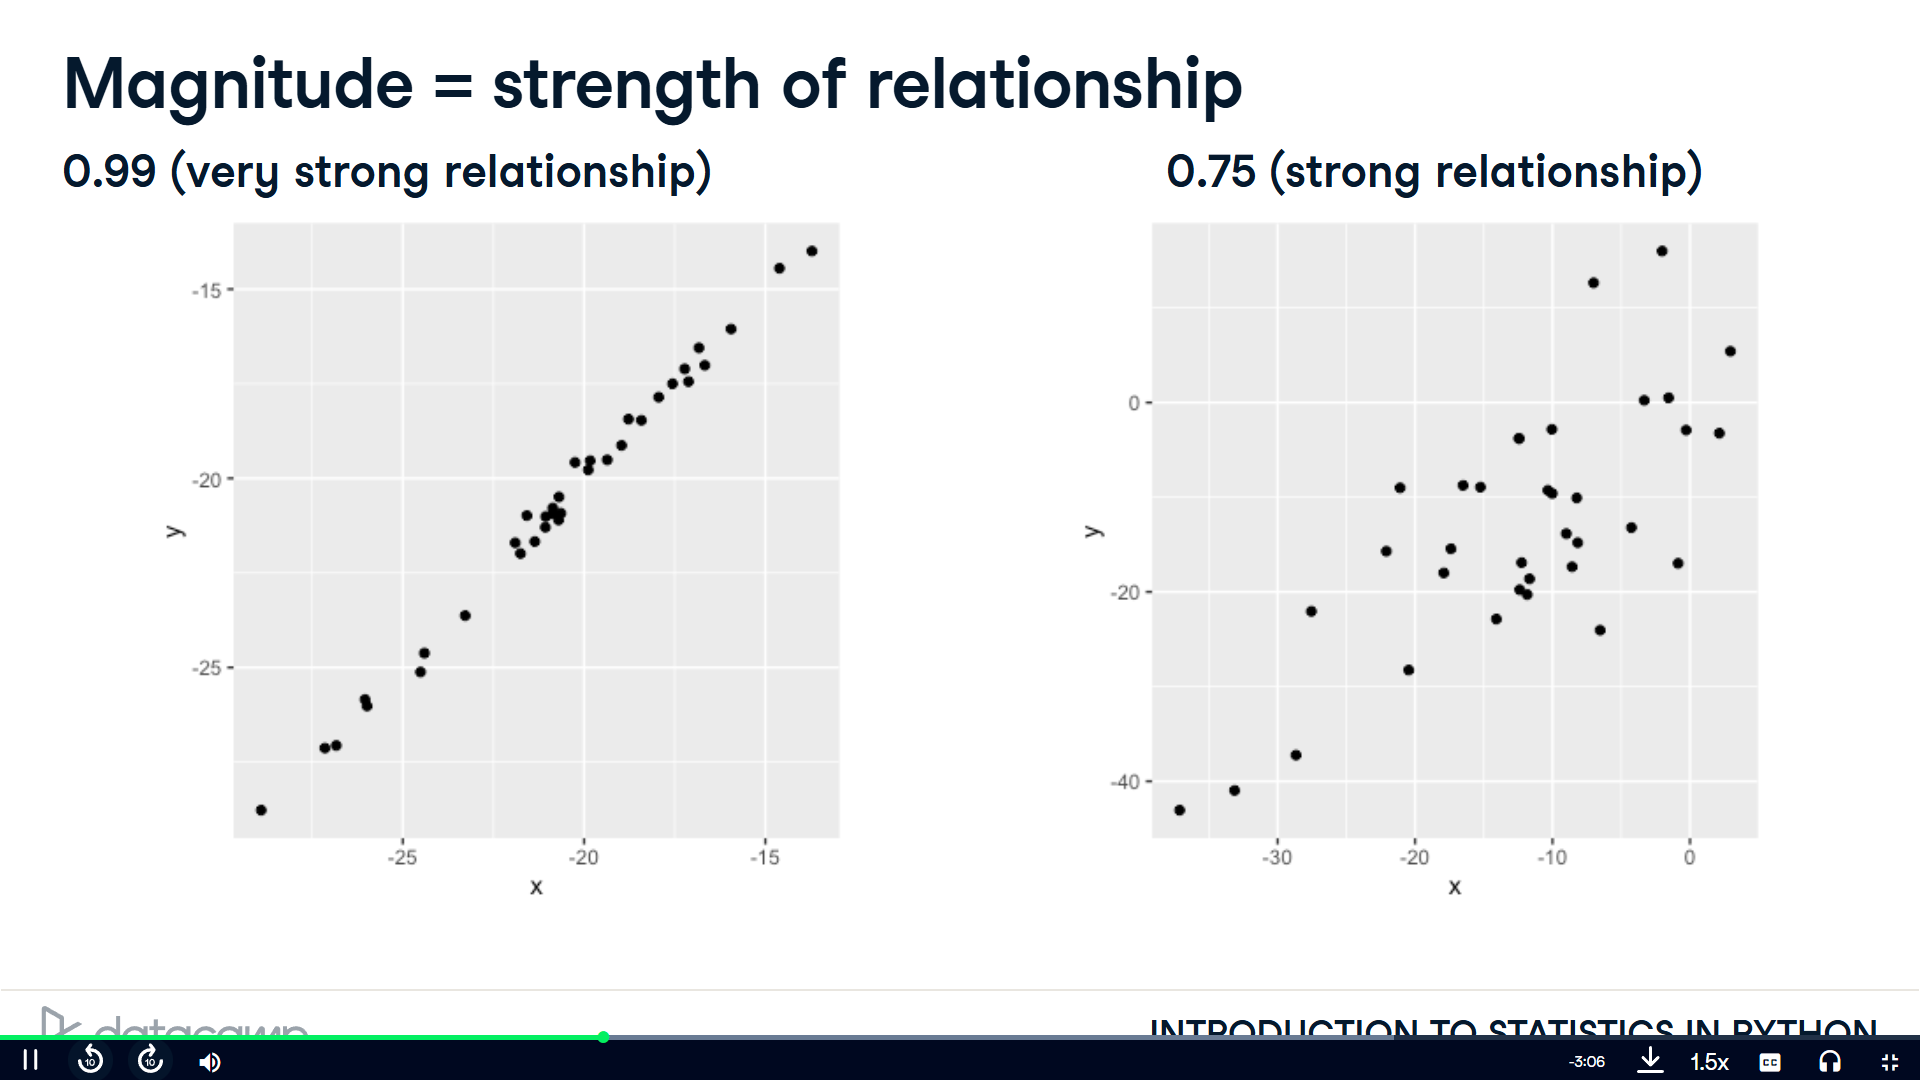 Magnitude = strength of relationship
0.99 (very strong relationship)
0.75 (strong relationship)
-15
-20
-25
y
-25
-20
-15
x
0
-20
-40
y
-30
-20
-10
0
x
datacamp
INTRODUCTION TO STATISTICS IN PYTHON
10
10
-3:06
1.5x
CC